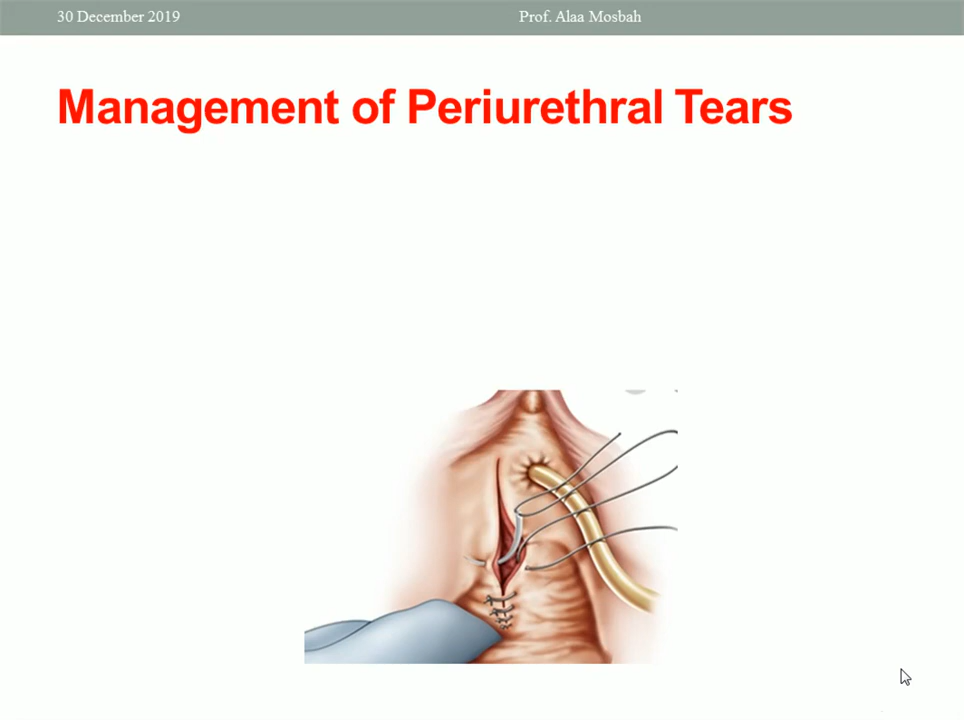 30 December 2019
Prof. Alaa Mosbah
Management of Periurethral Tears